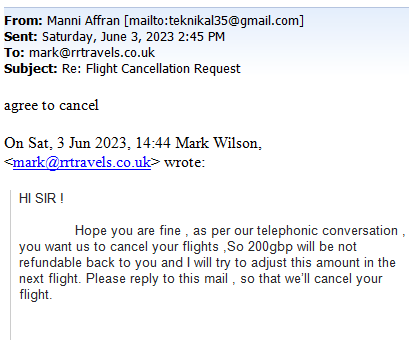 From: Manni Affran [mailto:teknikal35@gmail.com]
Sent: Saturday, June 3, 2023 2:45 PM
To: mark@rrtravels.co.uk
Subject: Re: Flight Cancellation Request
agree to cancel
On Sat, 3 Jun 2023, 14:44 Mark Wilson,
<mark@rrtravels.co.uk> wrote:
HI SIR !
Hope you are fine , as per our telephonic conversation ,
you want us to cancel your flights ,So 200gbp will be not
refundable back to you and I will try to adjust this amount in the
next flight. Please reply to this mail , so that we'll cancel your
flight.